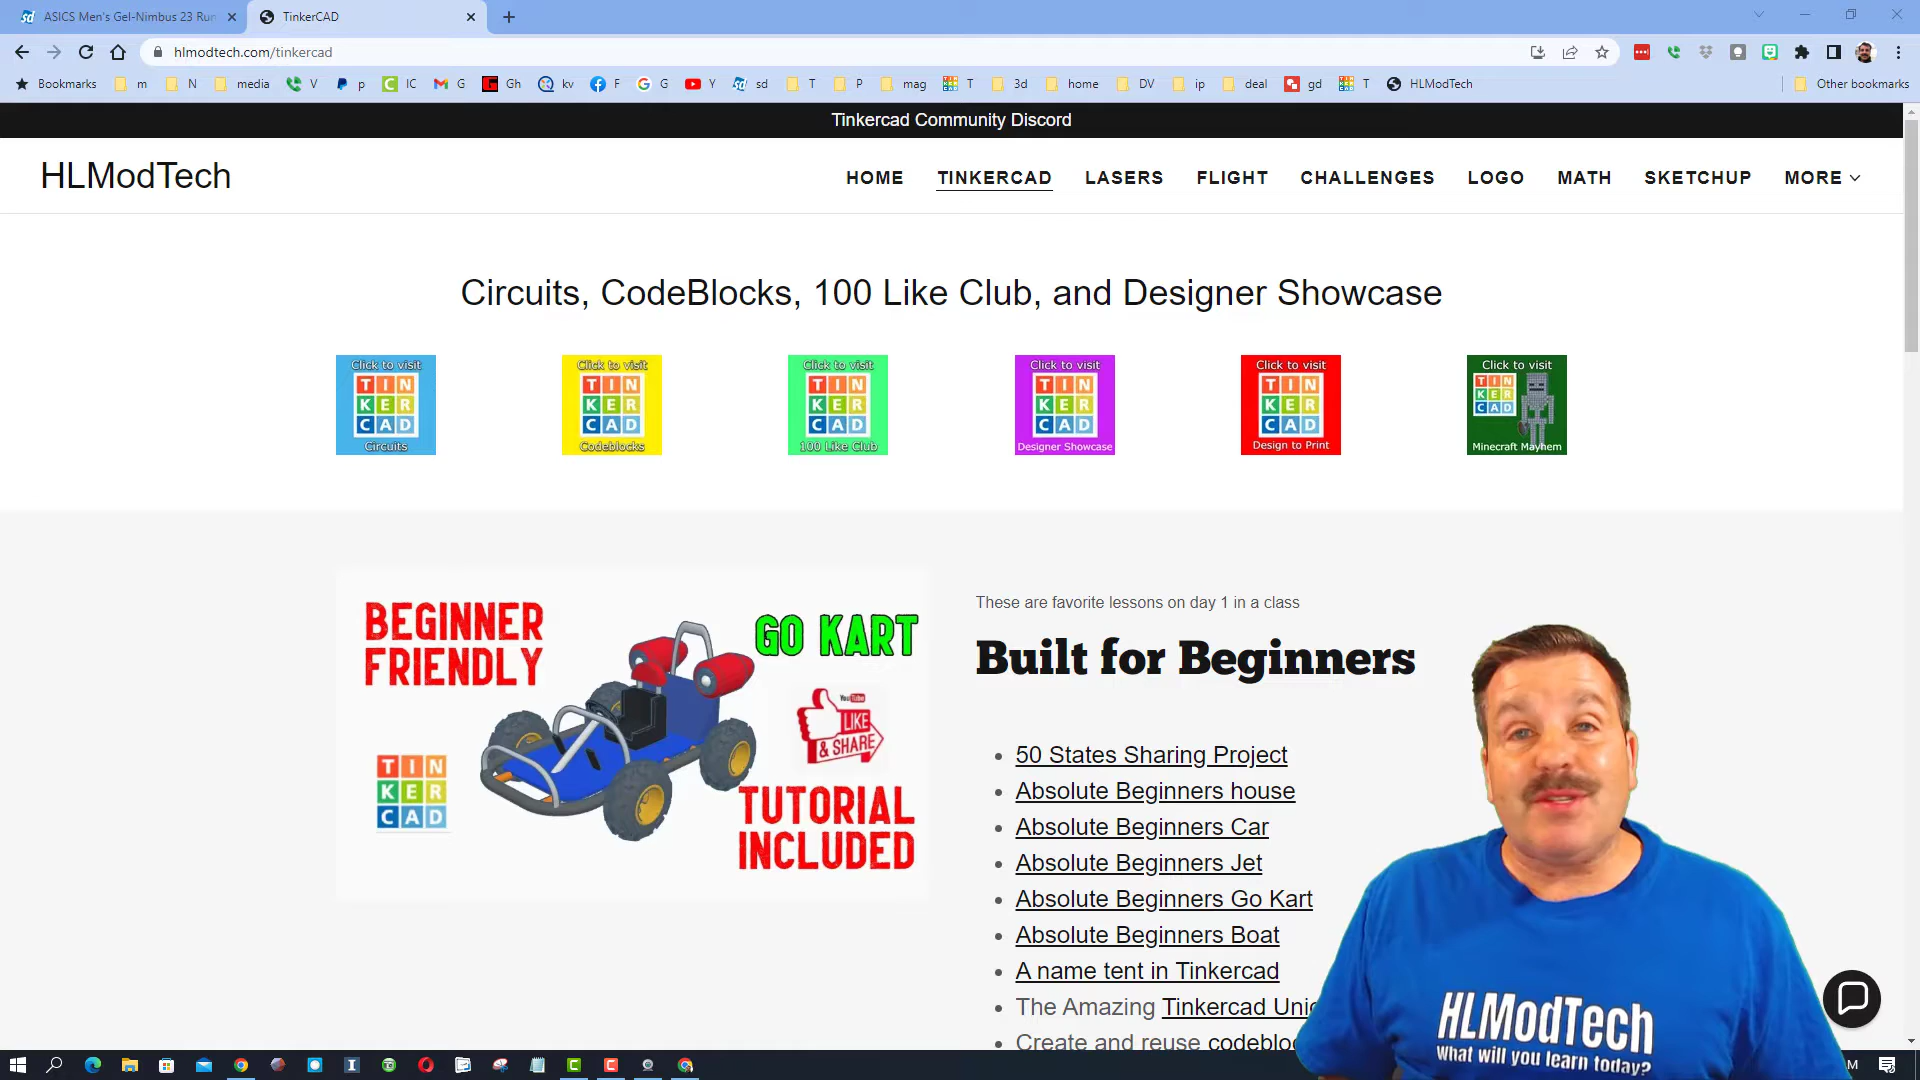 ASICS Men's Gel-Nimbus 23 Run
TinkerCAD
hlmodtech.com/tinkercad
Bookmarks m N media V p IC G Gh kv F G Y sd T P mag T 3d home DV ip deal gd T HLModTech Other bookmarks
Tinkercad Community Discord
HLModTech
HOME TINKERCAD LASERS FLIGHT CHALLENGES LOGO MATH SKETCHUP MORE
Circuits, CodeBlocks, 100 Like Club, and Designer Showcase
Click to visit
TIN
KER
CAD
Circuits
Click to visit
TIN
KER
CAD
Codeblocks
Click to visit
TIN
KER
CAD
100 Like Club
Click to visit
TIN
KER
CAD
Designer Showcase
Click to visit
TIN
KER
CAD
Design to Print
Click to visit
TIN
KER
CAD
Minecraft Mayhem
BEGINNER
FRIENDLY
GO KART
YouTube
LIKE
& SHARE
TIN
KER
CAD
TUTORIAL
INCLUDED
These are favorite lessons on day 1 in a class
Built for Beginners
50 States Sharing Project
Absolute Beginners house
Absolute Beginners Car
Absolute Beginners Jet
Absolute Beginners Go Kart
Absolute Beginners Boat
A name tent in Tinkercad
The Amazing Tinkercad Unic
Create and reuse codebloc
HLModTech
What will you learn today?
M